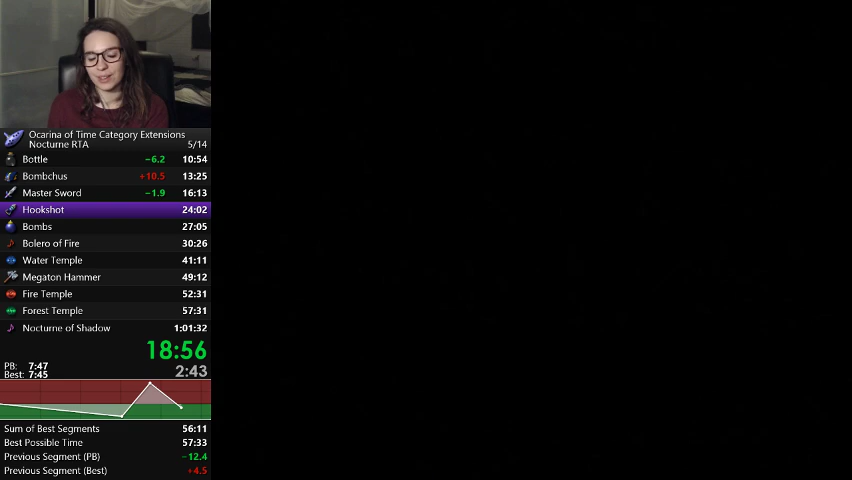 Ocarina of Time Category Extensions
Nocturne RTA 5/14
Bottle −6.2 10:54
Bombchus +10.5 13:25
Master Sword −1.9 16:13
Hookshot 24:02
Bombs 27:05
Bolero of Fire 30:26
Water Temple 41:11
Megaton Hammer 49:12
Fire Temple 52:31
Forest Temple 57:31
Nocturne of Shadow 1:01:32
18:56
PB: 7:47
Best: 7:45 2:43
Sum of Best Segments 56:11
Best Possible Time 57:33
Previous Segment (PB) −12.4
Previous Segment (Best) +4.5